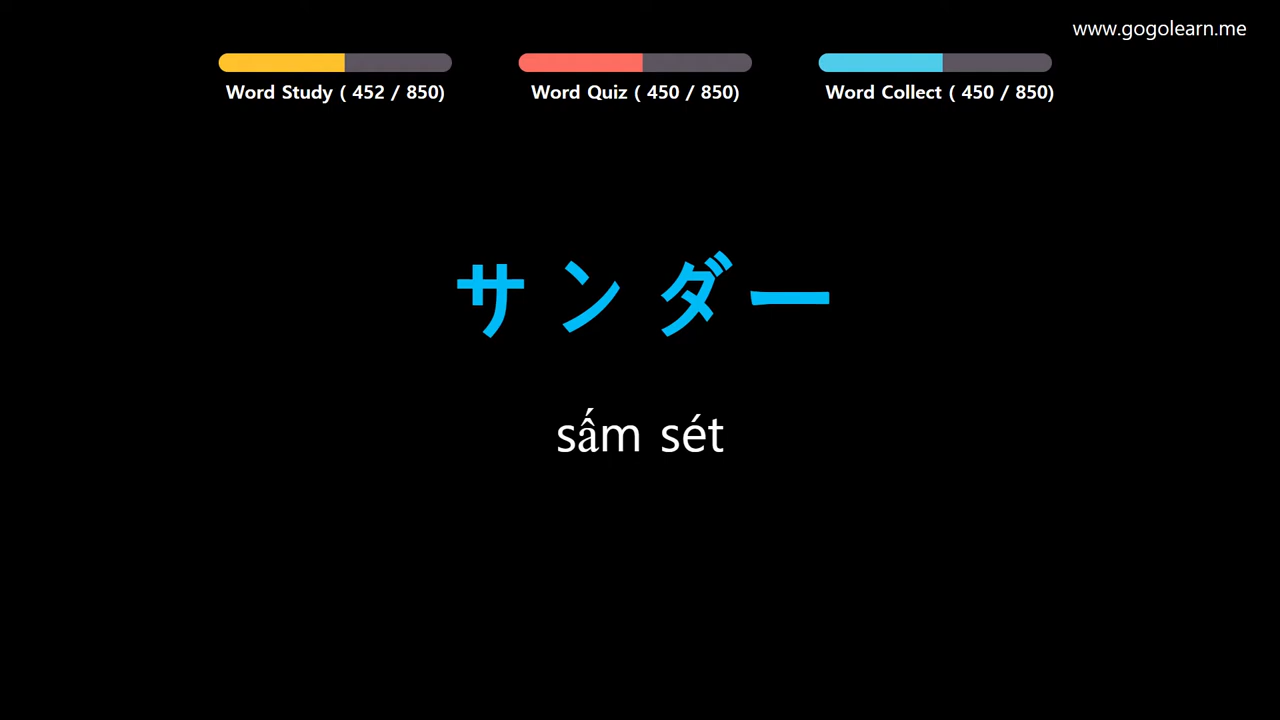 www.gogolearn.me
Word Study ( 452 / 850)
Word Quiz ( 450 / 850)
Word Collect ( 450 / 850)
サンダー
sấm sét